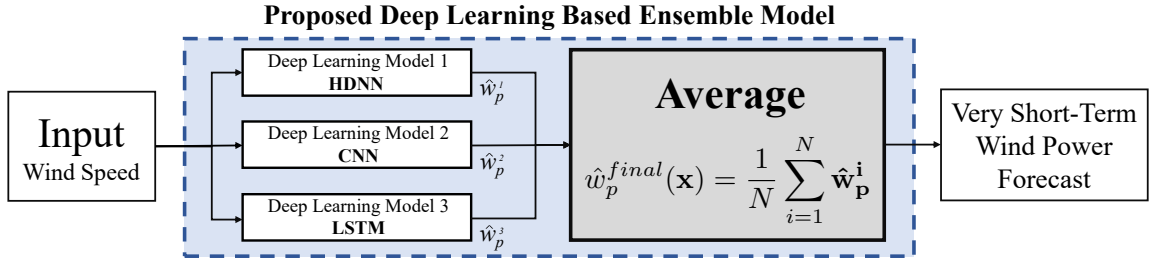 Proposed Deep Learning Based Ensemble Model
Input
Wind Speed
Deep Learning Model 1
HDNN
ŵ_p^1
Deep Learning Model 2
CNN
ŵ_p^2
Deep Learning Model 3
LSTM
ŵ_p^3
Average
ŵ_p^{final}(x) = \frac{1}{N} \sum_{i=1}^{N} ŵ_p^i
Very Short-Term
Wind Power
Forecast